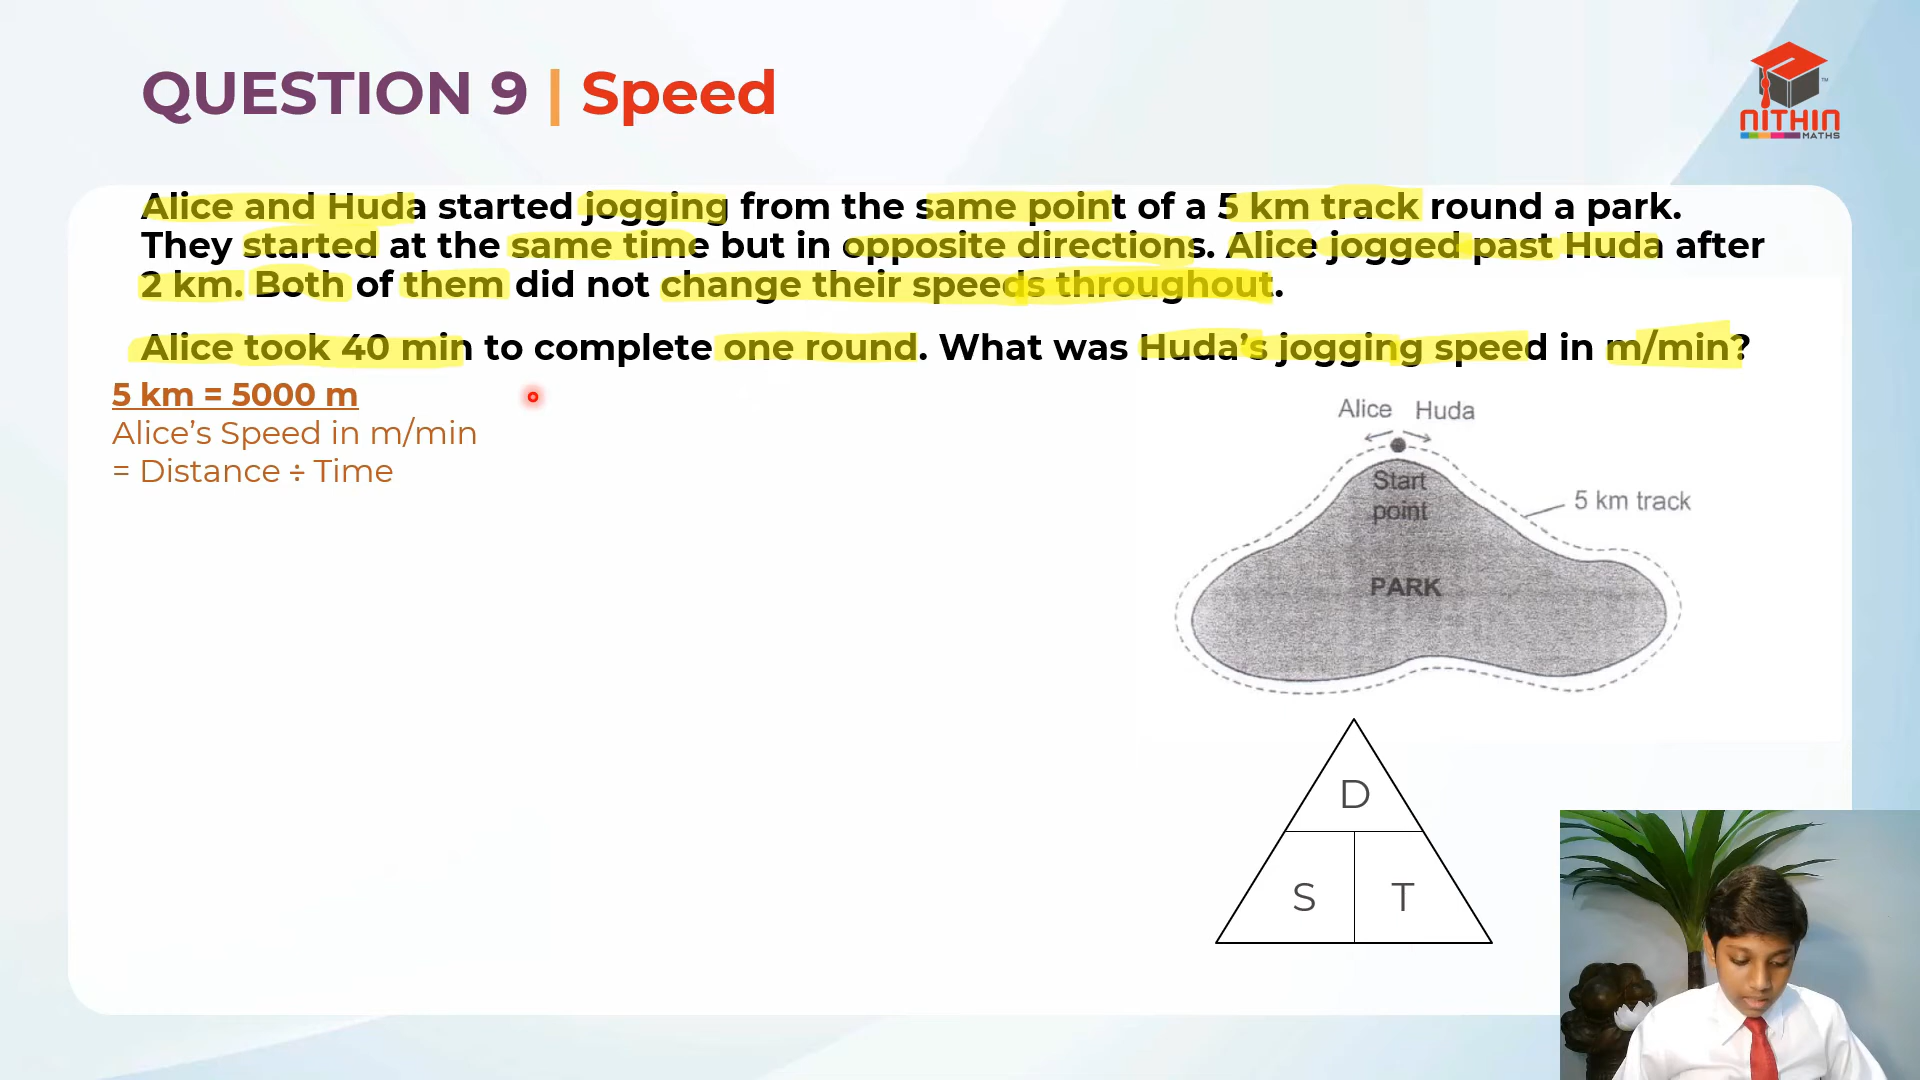 QUESTION 9 | Speed
NITHIN
MATHS
TM
Alice and Huda started jogging from the same point of a 5 km track round a park.
They started at the same time but in opposite directions. Alice jogged past Huda after
2 km. Both of them did not change their speeds throughout.
Alice took 40 min to complete one round. What was Huda’s jogging speed in m/min?
5 km = 5000 m
Alice’s Speed in m/min
= Distance ÷ Time
Alice Huda
Start
point
5 km track
PARK
D
S T